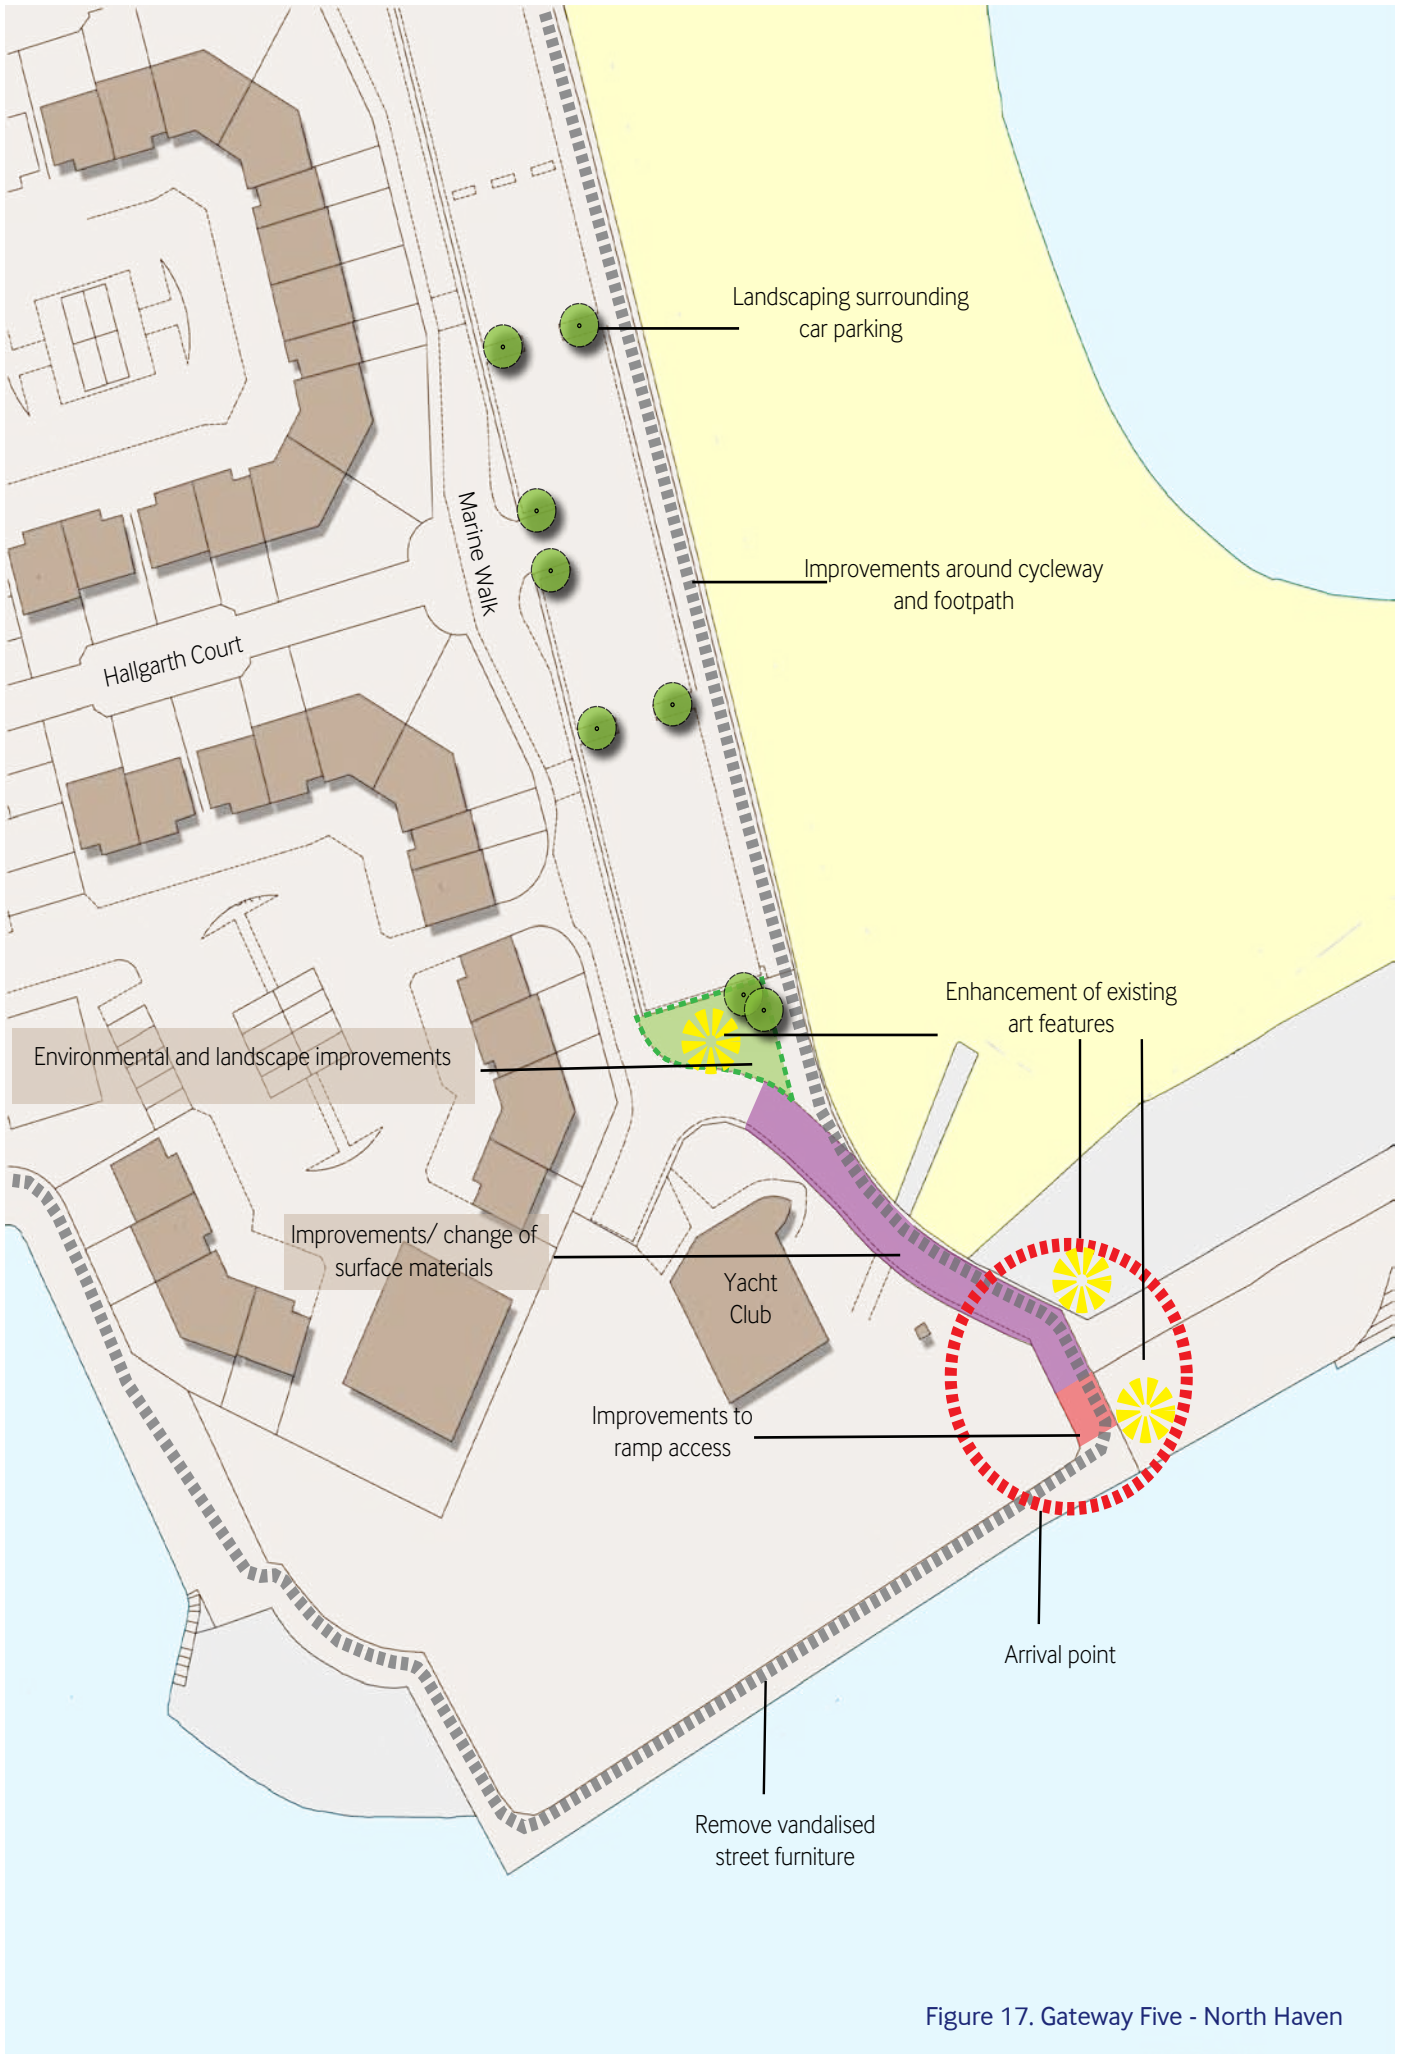 Landscaping surrounding
car parking
Marine Walk
Improvements around cycleway
and footpath
Hallgarth Court
Enhancement of existing
art features
Environmental and landscape improvements
Improvements/ change of
surface materials
Yacht
Club
Improvements to
ramp access
Arrival point
Remove vandalised
street furniture
Figure 17. Gateway Five - North Haven